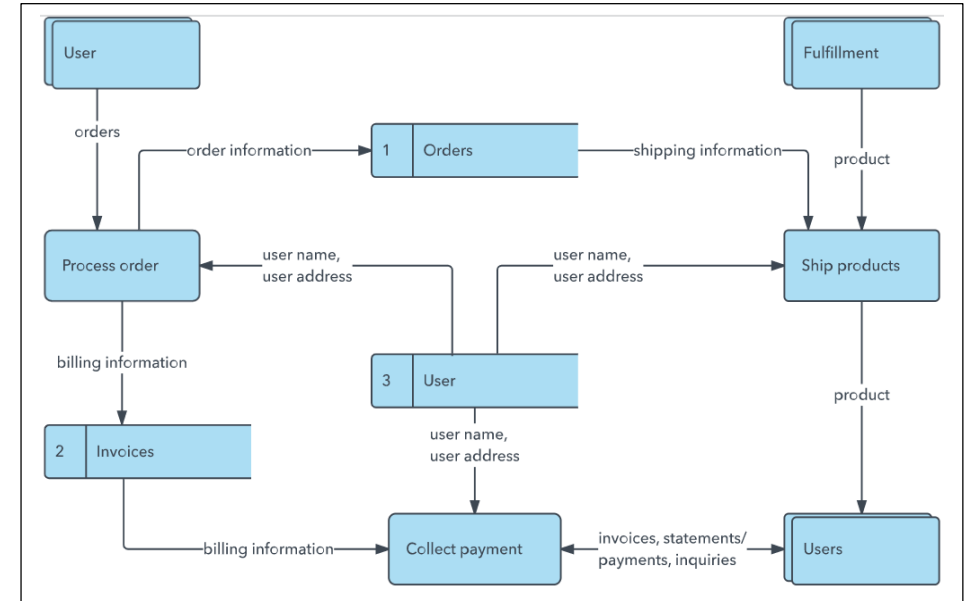 User
Fulfillment
orders
order information
1
Orders
shipping information
product
Process order
user name,
user address
user name,
user address
Ship products
billing information
3
User
product
user name,
user address
2
Invoices
billing information
Collect payment
invoices, statements/
payments, inquiries
Users